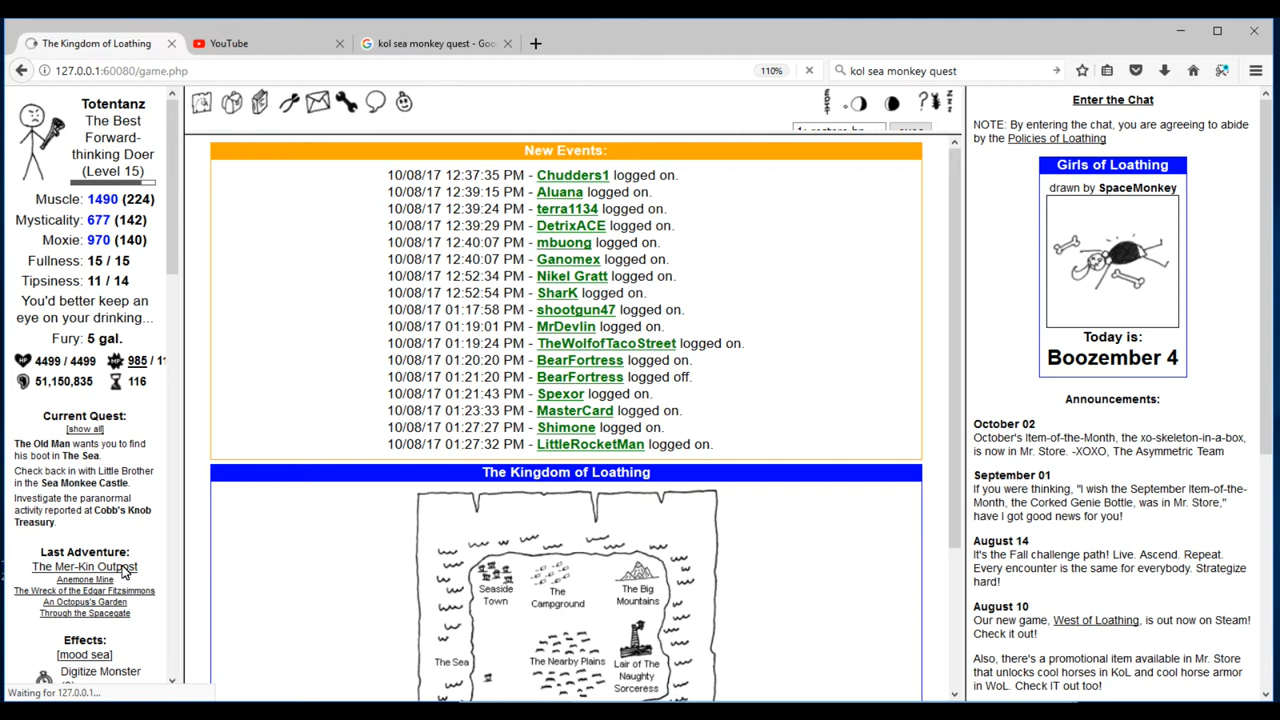 The Kingdom of Loathing
YouTube
kol sea monkey quest - Goo
127.0.0.1:60080/game.php
110%
kol sea monkey quest
Totentanz
The Best
Forward-
thinking Doer
(Level 15)
Muscle: 1490 (224)
Mysticality: 677 (142)
Moxie: 970 (140)
Fullness: 15 / 15
Tipsiness: 11 / 14
You'd better keep an
eye on your drinking...
Fury: 5 gal.
4499 / 4499
985 / 11
51,150,835
116
Current Quest:
[show all]
The Old Man wants you to find
his boot in The Sea.
Check back in with Little Brother
in the Sea Monkee Castle.
Investigate the paranormal
activity reported at Cobb's Knob
Treasury.
Last Adventure:
The Mer-Kin Outpost
Anemone Mine
The Wreck of the Edgar Fitzsimmons
An Octopus's Garden
Through the Spacegate
Effects:
[mood sea]
Digitize Monster
Waiting for 127.0.0.1...
New Events:
10/08/17 12:37:35 PM - Chudders1 logged on.
10/08/17 12:39:15 PM - Aluana logged on.
10/08/17 12:39:24 PM - terra1134 logged on.
10/08/17 12:39:29 PM - DetrixACE logged on.
10/08/17 12:40:07 PM - mbuong logged on.
10/08/17 12:40:07 PM - Ganomex logged on.
10/08/17 12:52:34 PM - Nikel Gratt logged on.
10/08/17 12:52:54 PM - SharK logged on.
10/08/17 01:17:58 PM - shootgun47 logged on.
10/08/17 01:19:01 PM - MrDevlin logged on.
10/08/17 01:19:24 PM - TheWolfofTacoStreet logged on.
10/08/17 01:20:20 PM - BearFortress logged on.
10/08/17 01:21:20 PM - BearFortress logged off.
10/08/17 01:21:43 PM - Spexor logged on.
10/08/17 01:23:33 PM - MasterCard logged on.
10/08/17 01:27:27 PM - Shimone logged on.
10/08/17 01:27:32 PM - LittleRocketMan logged on.
The Kingdom of Loathing
Seaside
Town
The
Campground
The Big
Mountains
The Sea
The Nearby Plains
Lair of The
Naughty
Sorceress
Enter the Chat
NOTE: By entering the chat, you are agreeing to abide
by the Policies of Loathing
Girls of Loathing
drawn by SpaceMonkey
Today is:
Boozember 4
Announcements:
October 02
October's Item-of-the-Month, the xo-skeleton-in-a-box,
is now in Mr. Store. -XOXO, The Asymmetric Team
September 01
If you were thinking, "I wish the September Item-of-the-
Month, the Corked Genie Bottle, was in Mr. Store,"
have I got good news for you!
August 14
It's the Fall challenge path! Live. Ascend. Repeat.
Every encounter is the same for everybody. Strategize
hard!
August 10
Our new game, West of Loathing, is out now on Steam!
Check it out!
Also, there's a promotional item available in Mr. Store
that unlocks cool horses in KoL and cool horse armor
in WoL. Check IT out too!